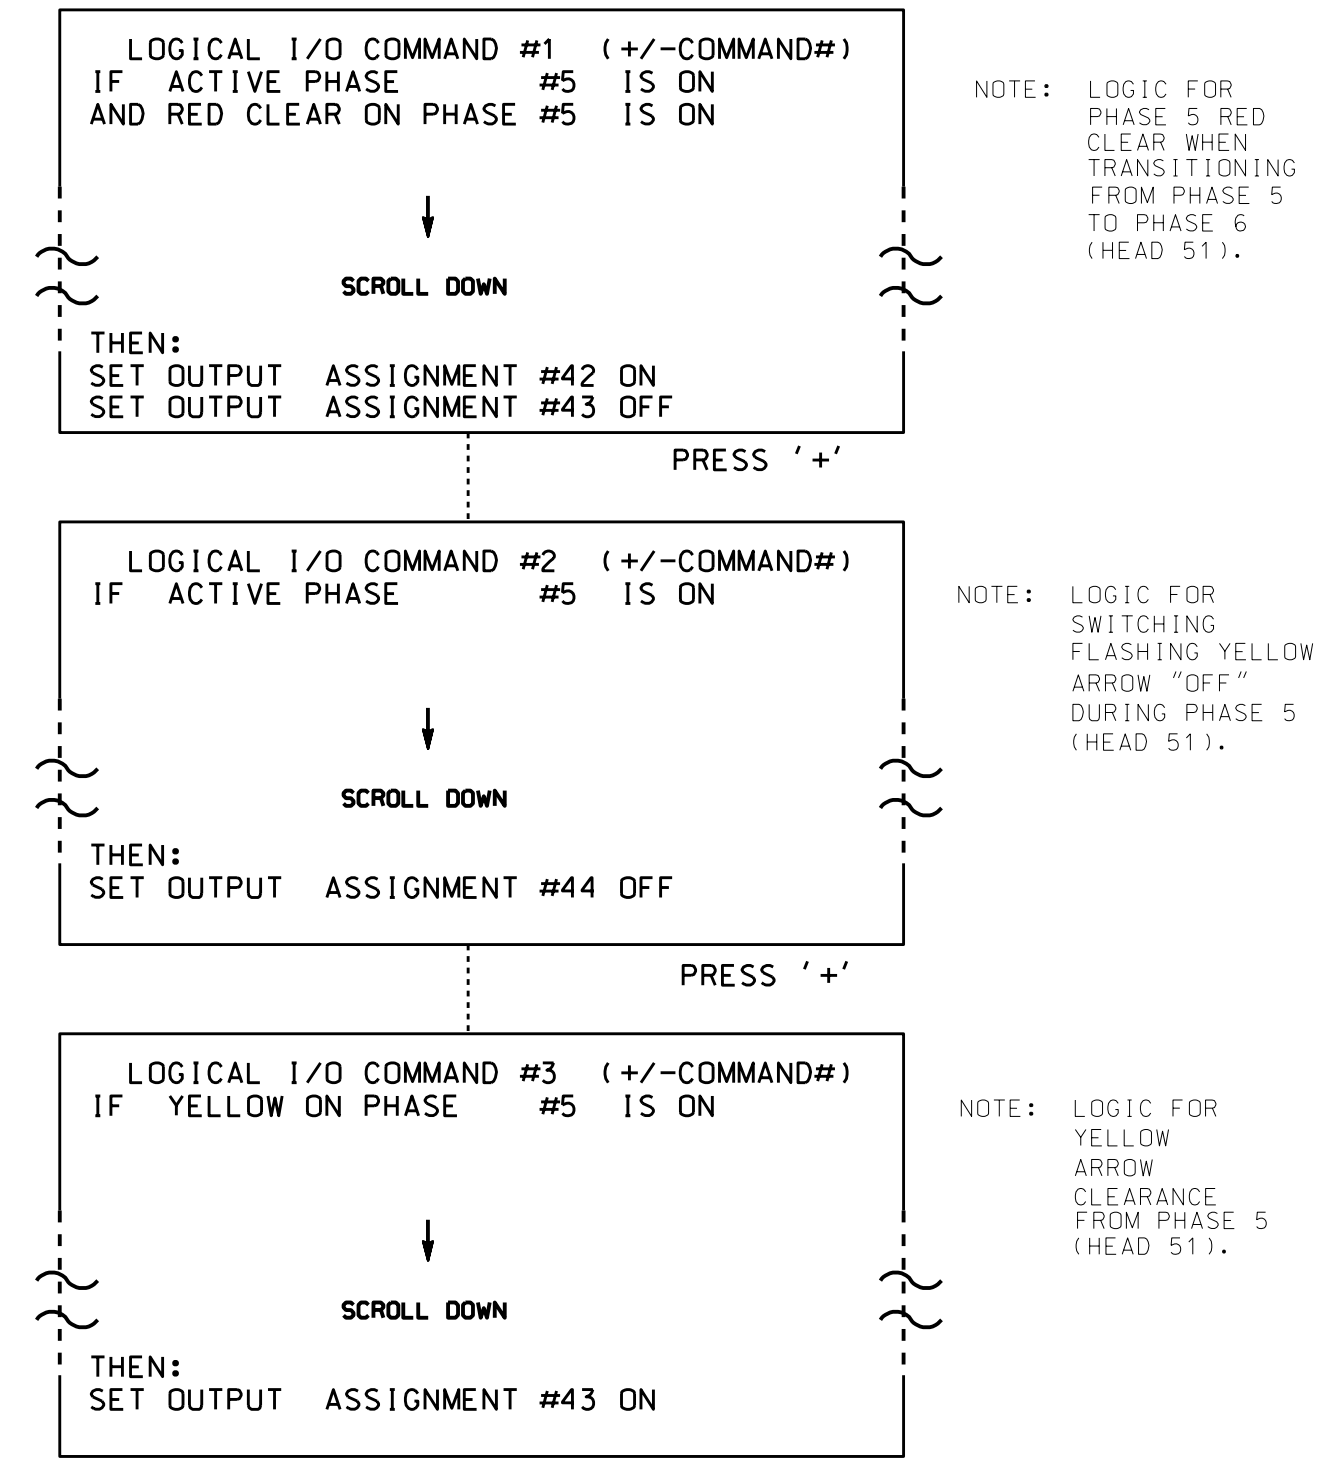 LOGICAL I/O COMMAND #1 (+/-COMMAND#)
IF ACTIVE PHASE #5 IS ON
AND RED CLEAR ON PHASE #5 IS ON
SCROLL DOWN
THEN:
SET OUTPUT ASSIGNMENT #42 ON
SET OUTPUT ASSIGNMENT #43 OFF
NOTE: LOGIC FOR
PHASE 5 RED
CLEAR WHEN
TRANSITIONING
FROM PHASE 5
TO PHASE 6
(HEAD 51).
PRESS '+'
LOGICAL I/O COMMAND #2 (+/-COMMAND#)
IF ACTIVE PHASE #5 IS ON
SCROLL DOWN
THEN:
SET OUTPUT ASSIGNMENT #44 OFF
NOTE: LOGIC FOR
SWITCHING
FLASHING YELLOW
ARROW "OFF"
DURING PHASE 5
(HEAD 51).
PRESS '+'
LOGICAL I/O COMMAND #3 (+/-COMMAND#)
IF YELLOW ON PHASE #5 IS ON
SCROLL DOWN
THEN:
SET OUTPUT ASSIGNMENT #43 ON
NOTE: LOGIC FOR
YELLOW
ARROW
CLEARANCE
FROM PHASE 5
(HEAD 51).